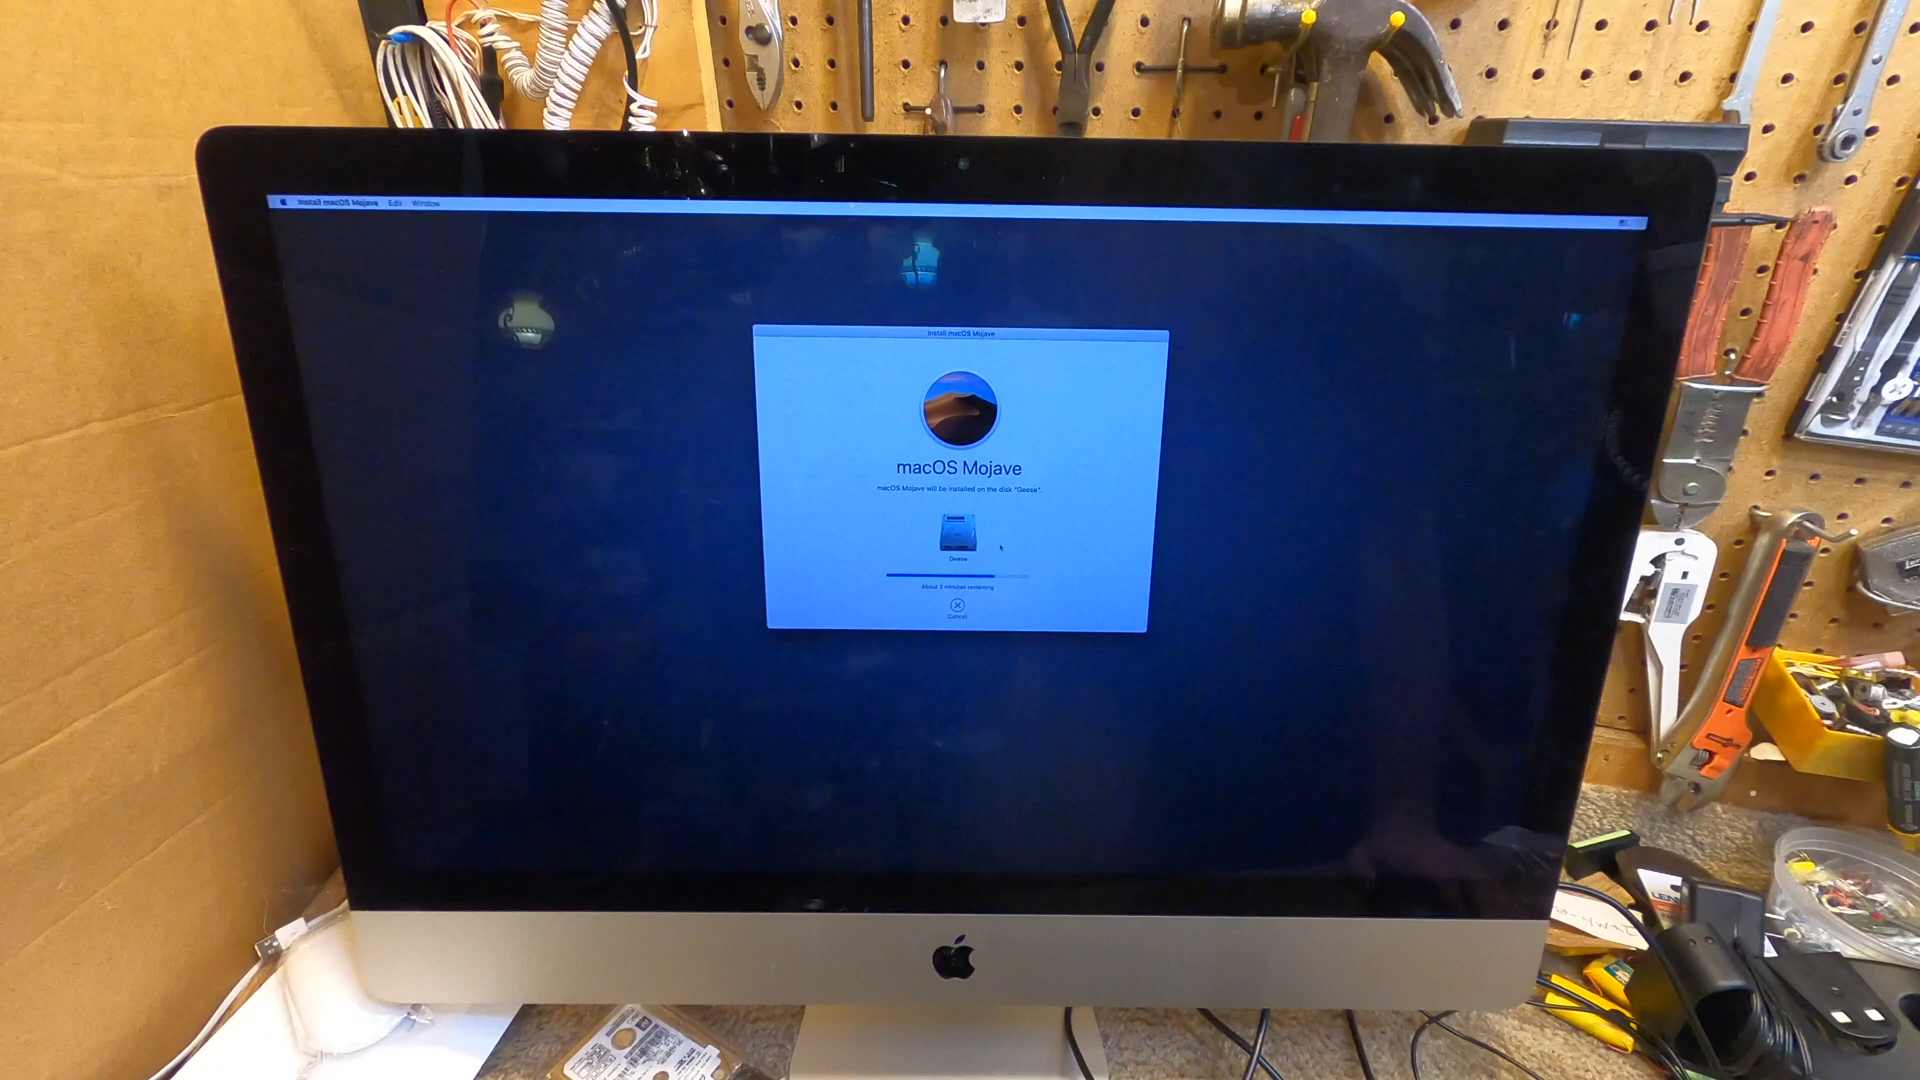 Install macOS Mojave Edit Window
Install macOS Mojave
macOS Mojave
macOS Mojave will be installed on the disk "Geese".
Geese
About 2 minutes remaining
Cancel